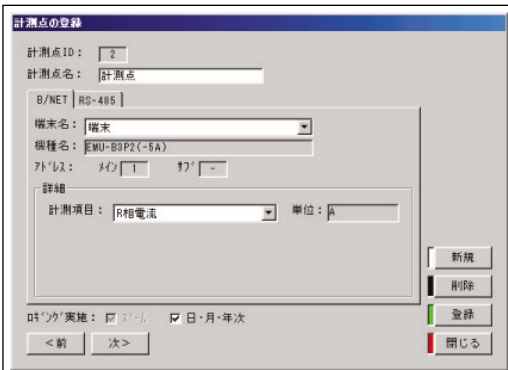 計測点の登録
計測点ID： 2
計測点名： 計測点
B/NET RS-485
端末名： 端末
機種名： EMU-B3P2(-5A)
ｱﾄﾞﾚｽ： ﾒｲﾝ 1 ｻﾌﾞ -
詳細
計測項目： R相電流 単位： A
新規
削除
ﾛｷﾞﾝｸﾞ実施： ｽﾞｰﾑ 日・月・年次
登録
<前 次>
閉じる